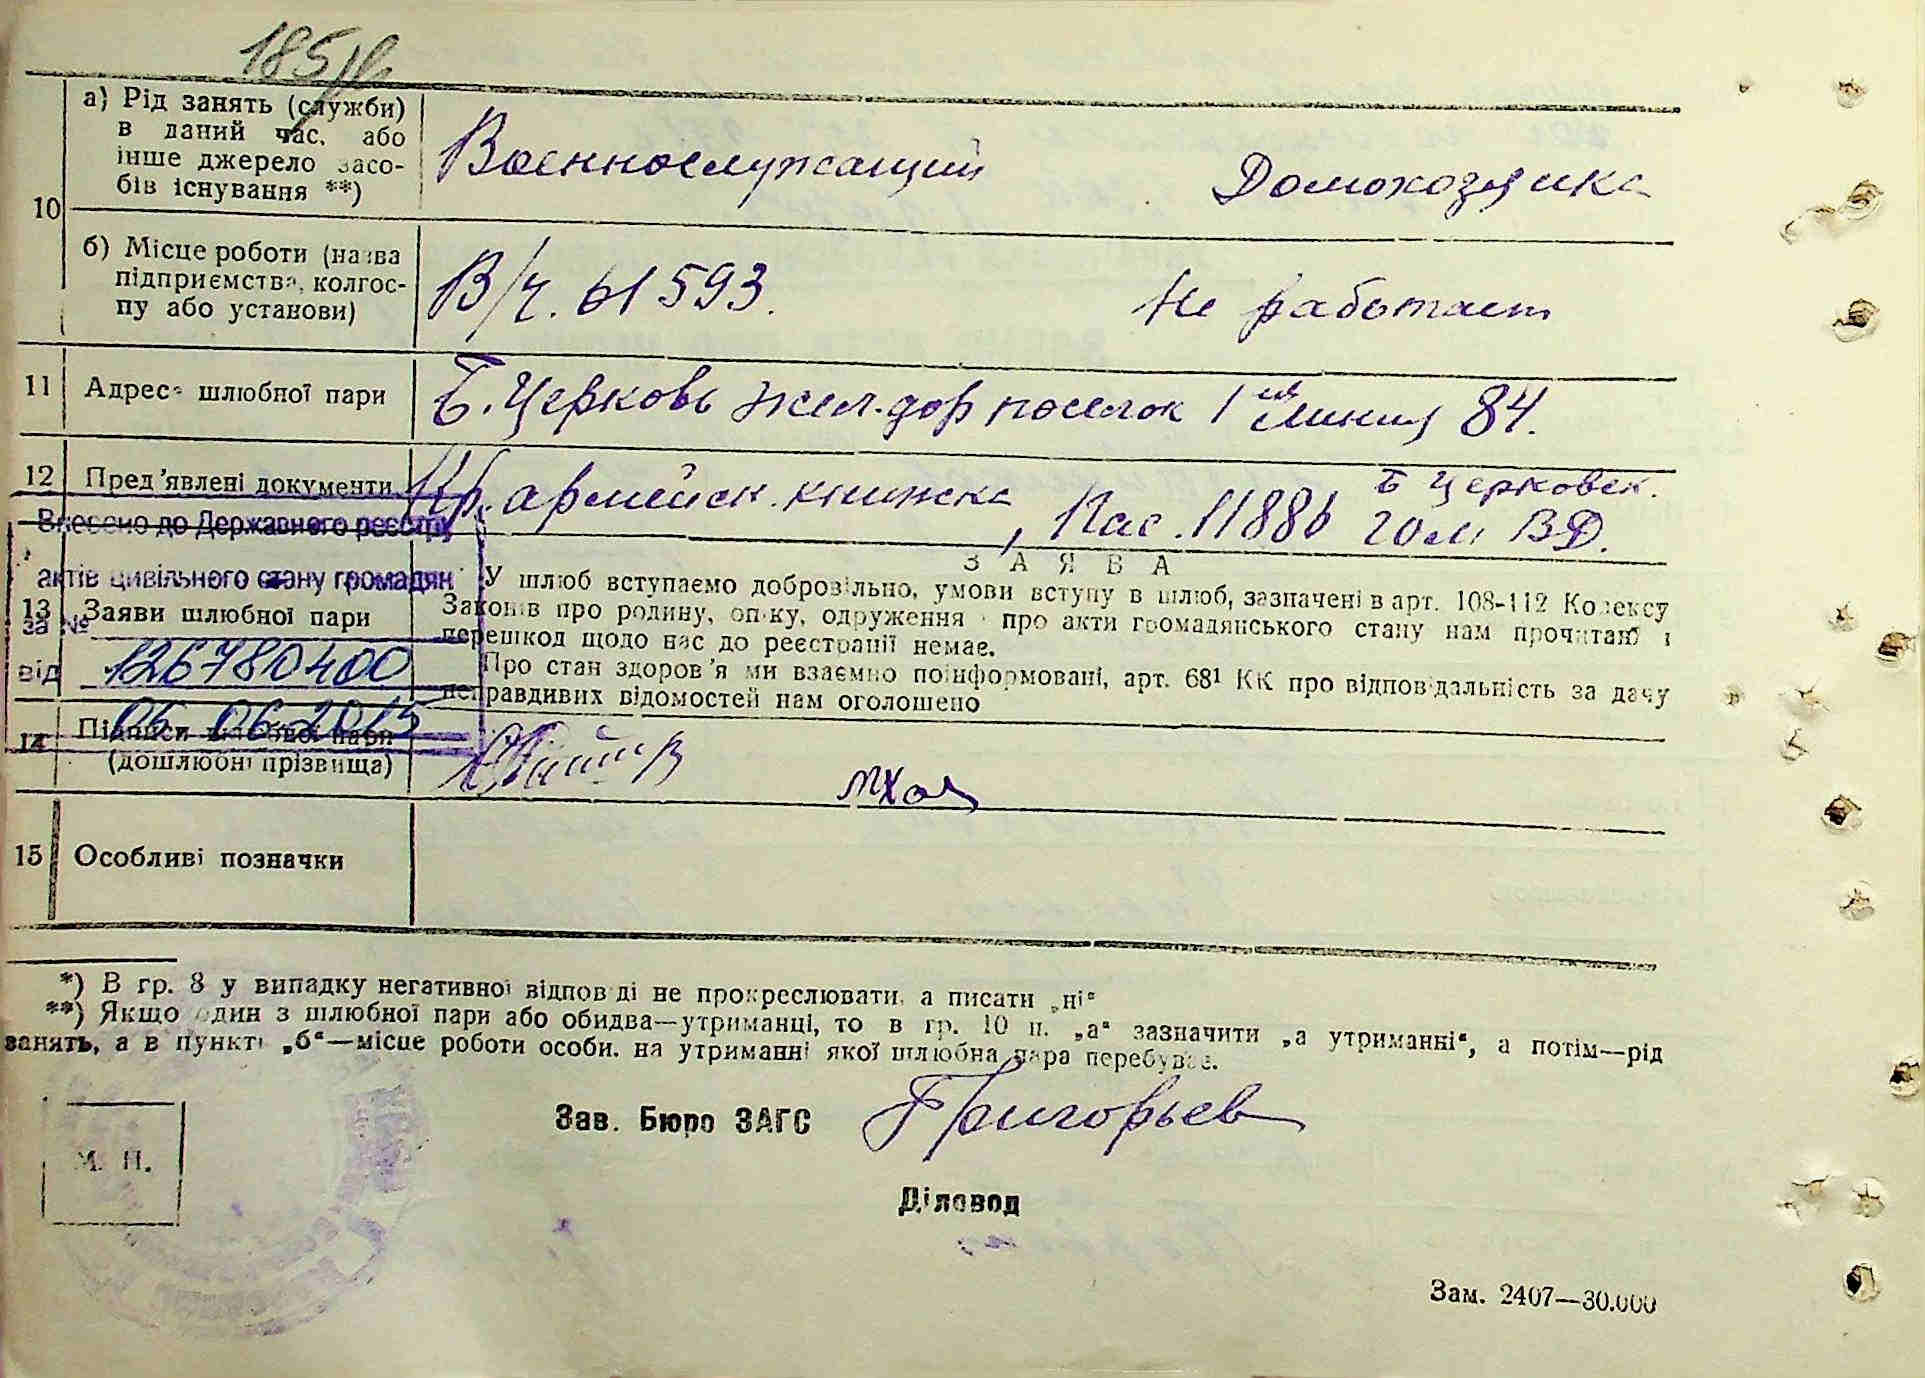 185
10
а) Рід занять (служби)
в даний час, або
інше джерело засо-
бів існування **)
Военнослужащий Домохозяйка
б) Місце роботи (назва
підприємства, колгос-
пу або установи)
В/ч. 61593. Не работает
11 Адреса шлюбної пари Б. Церковь жел. дор поселок 1 ая линия 84.
12 Пред'явлені документи Кр. армейск. книжка, Пас. 11886 Б Церковск.
ГОМ ВД.
Внесено до Державного реєстру
актів цивільного стану громадян
за №
126780400
від
06 06 2015
ЗАЯВА
13 Заяви шлюбної пари
У шлюб вступаємо добровільно, умови вступу в шлюб, зазначені в арт. 108-112 Кодексу
Законів про родину, опіку, одруження і про акти громадянського стану нам прочитані і
перешкод щодо нас до реєстрації немає.
Про стан здоров'я ми взаємно поінформовані, арт. 68¹ КК про відповідальність за дачу
неправдивих відомостей нам оголошено
14 Підписи шлюбної пари
(дошлюбні прізвища)
15 Особливі позначки
*) В гр. 8 у випадку негативної відповіді не прокреслювати, а писати „ні“
**) Якщо один з шлюбної пари або обидва—утриманці, то в гр. 10 п. „а“ зазначити „а утриманні“, а потім—рід
занять, а в пункті „б“—місце роботи особи, на утриманні якої шлюбна пара перебуває.
Зав. Бюро ЗАГС Григорьев
М. П.
Діловод
Зам. 2407—30.000